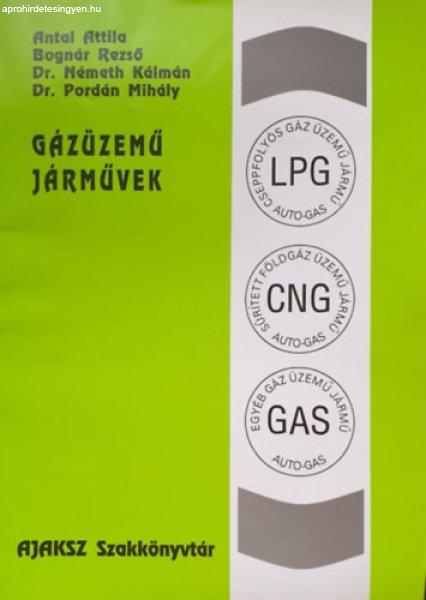 aprohirdetesingyen.hu
Antal Attila
Bognár Rezső
Dr. Németh Kálmán
Dr. Pordán Mihály
GÁZÜZEMŰ
JÁRMŰVEK
CSEPPFOLYÓS GÁZ ÜZEMŰ JÁRMŰ
LPG
AUTO-GAS
SŰRÍTETT FÖLDGÁZ ÜZEMŰ JÁRMŰ
CNG
AUTO-GAS
EGYÉB GÁZ ÜZEMŰ JÁRMŰ
GAS
AUTO-GAS
AJAKSZ Szakkönyvtár